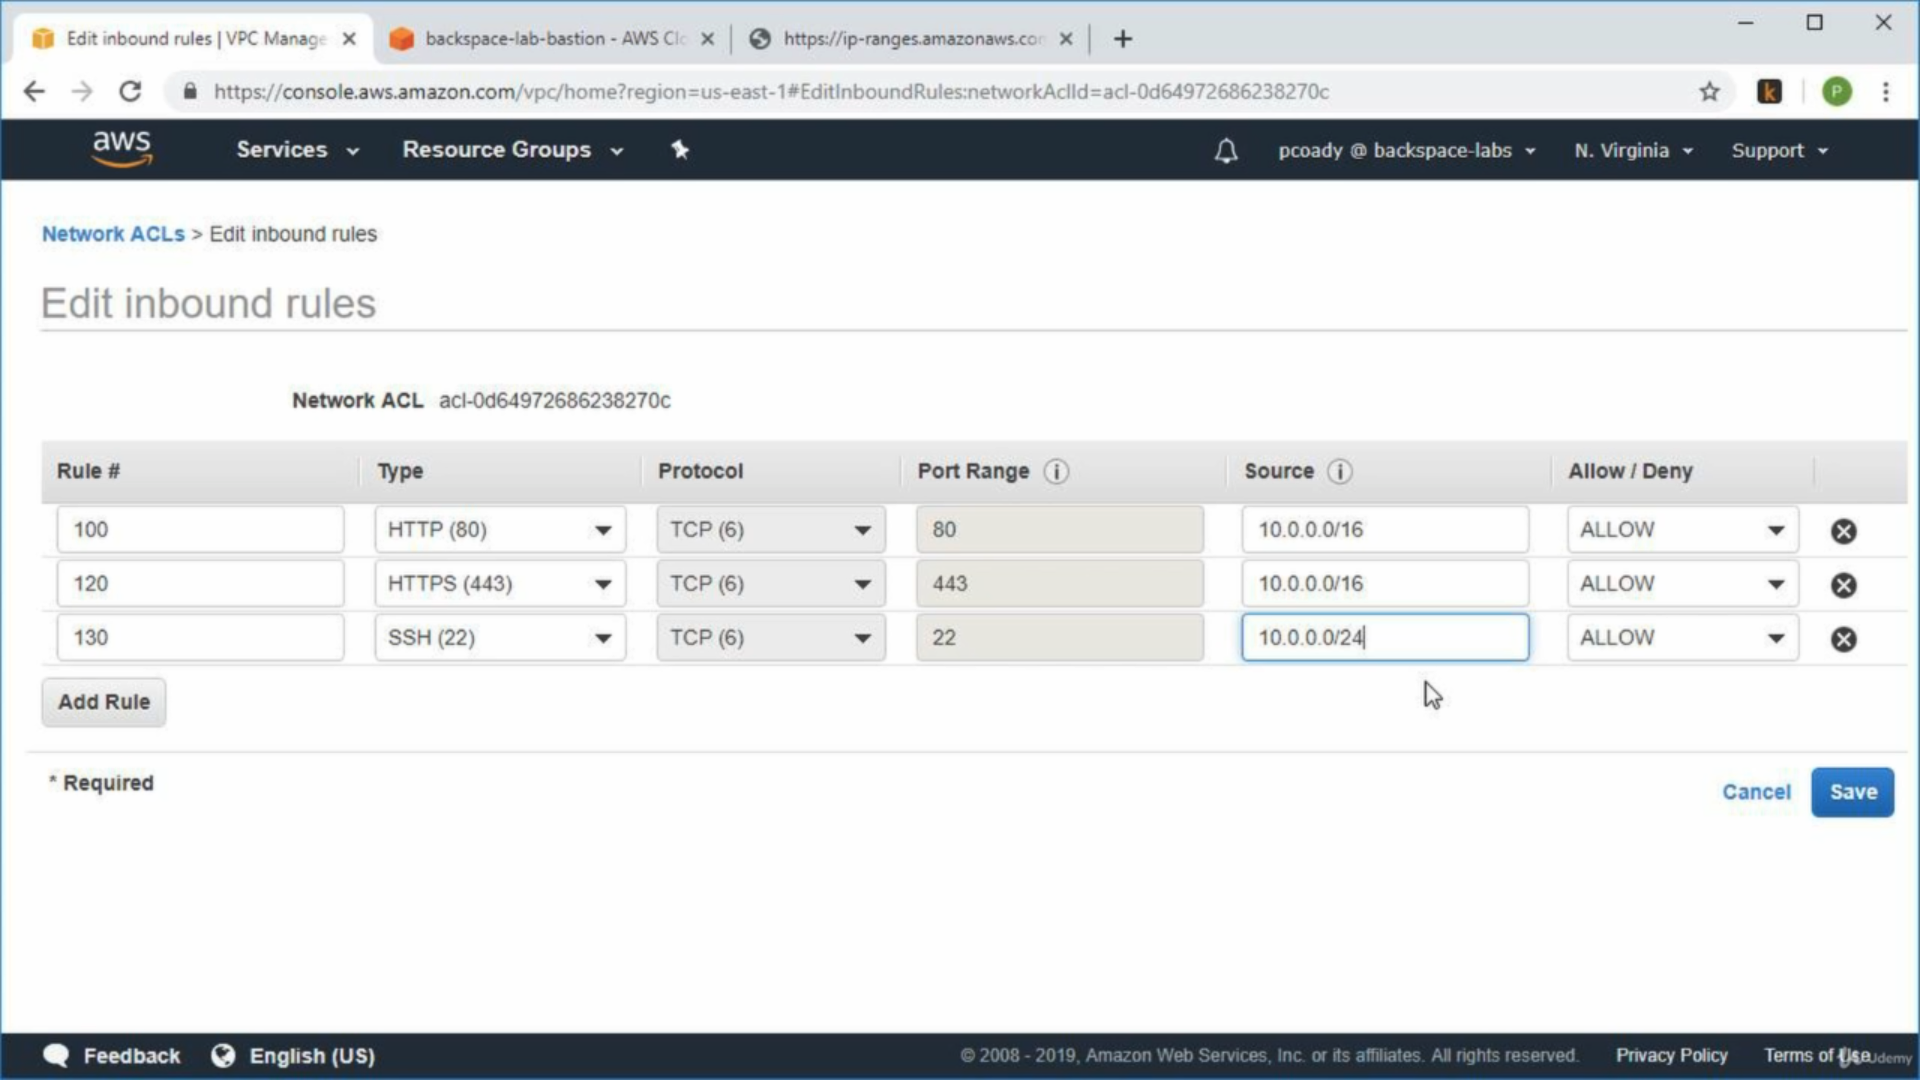 Edit inbound rules | VPC Manage
backspace-lab-bastion - AWS Clo
https://ip-ranges.amazonaws.con
https://console.aws.amazon.com/vpc/home?region=us-east-1#EditInboundRules:networkAclId=acl-0d64972686238270c
k
P
aws
Services
Resource Groups
pcoady @ backspace-labs
N. Virginia
Support
Network ACLs > Edit inbound rules
Edit inbound rules
Network ACL acl-0d64972686238270c
Rule # Type Protocol Port Range i Source i Allow / Deny
100 HTTP (80) TCP (6) 80 10.0.0.0/16 ALLOW
120 HTTPS (443) TCP (6) 443 10.0.0.0/16 ALLOW
130 SSH (22) TCP (6) 22 10.0.0.0/24 ALLOW
Add Rule
* Required
Cancel
Save
Feedback
English (US)
© 2008 - 2019, Amazon Web Services, Inc. or its affiliates. All rights reserved.
Privacy Policy
Terms of Use
Udemy